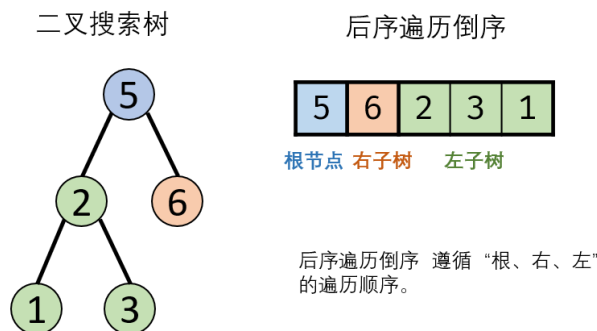 二叉搜索树
后序遍历倒序
5
5 6 2 3 1
根节点 右子树 左子树
2 6
后序遍历倒序 遵循 “根、右、左”
的遍历顺序。
1 3